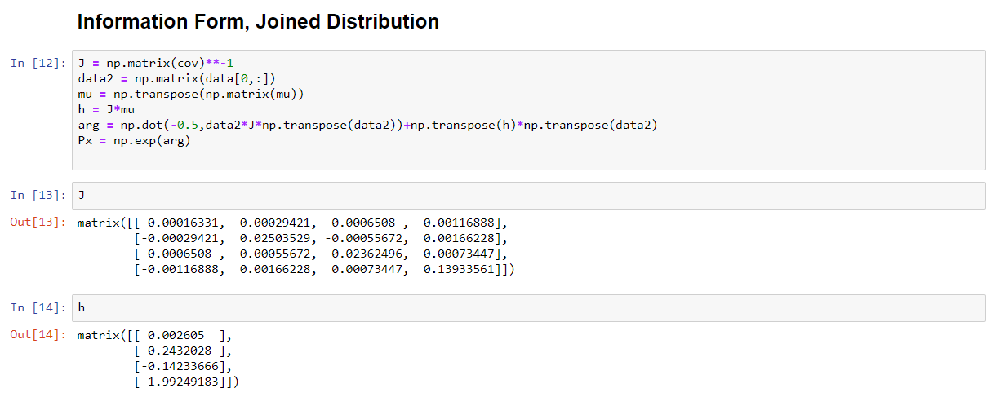 Information Form, Joined Distribution
In [12]: J = np.matrix(cov)**-1
data2 = np.matrix(data[0,:])
mu = np.transpose(np.matrix(mu))
h = J*mu
arg = np.dot(-0.5,data2*J*np.transpose(data2))+np.transpose(h)*np.transpose(data2)
Px = np.exp(arg)
In [13]: J
Out[13]: matrix([[ 0.00016331, -0.00029421, -0.0006508 , -0.00116888],
[-0.00029421,  0.02503529, -0.00055672,  0.00166228],
[-0.0006508 , -0.00055672,  0.02362496,  0.00073447],
[-0.00116888,  0.00166228,  0.00073447,  0.13933561]])
In [14]: h
Out[14]: matrix([[ 0.002605  ],
[ 0.2432028 ],
[-0.14233666],
[ 1.99249183]])